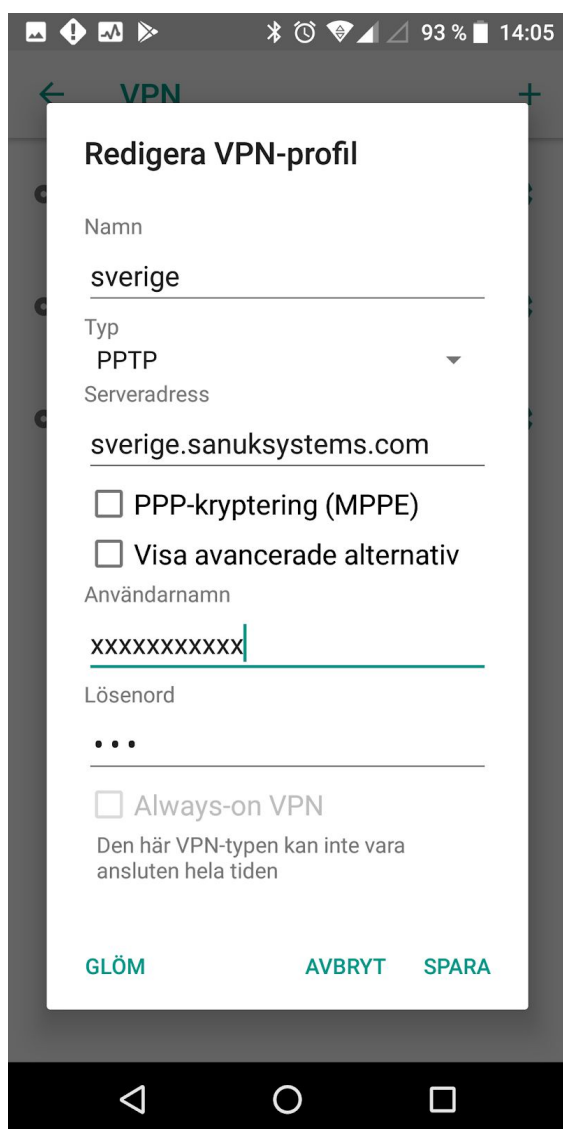 93 % 14:05
VPN
Redigera VPN-profil
Namn
sverige
Typ
PPTP
Serveradress
sverige.sanuksystems.com
PPP-kryptering (MPPE)
Visa avancerade alternativ
Användarnamn
xxxxxxxxxxx
Lösenord
•••
Always-on VPN
Den här VPN-typen kan inte vara
ansluten hela tiden
GLÖM AVBRYT SPARA